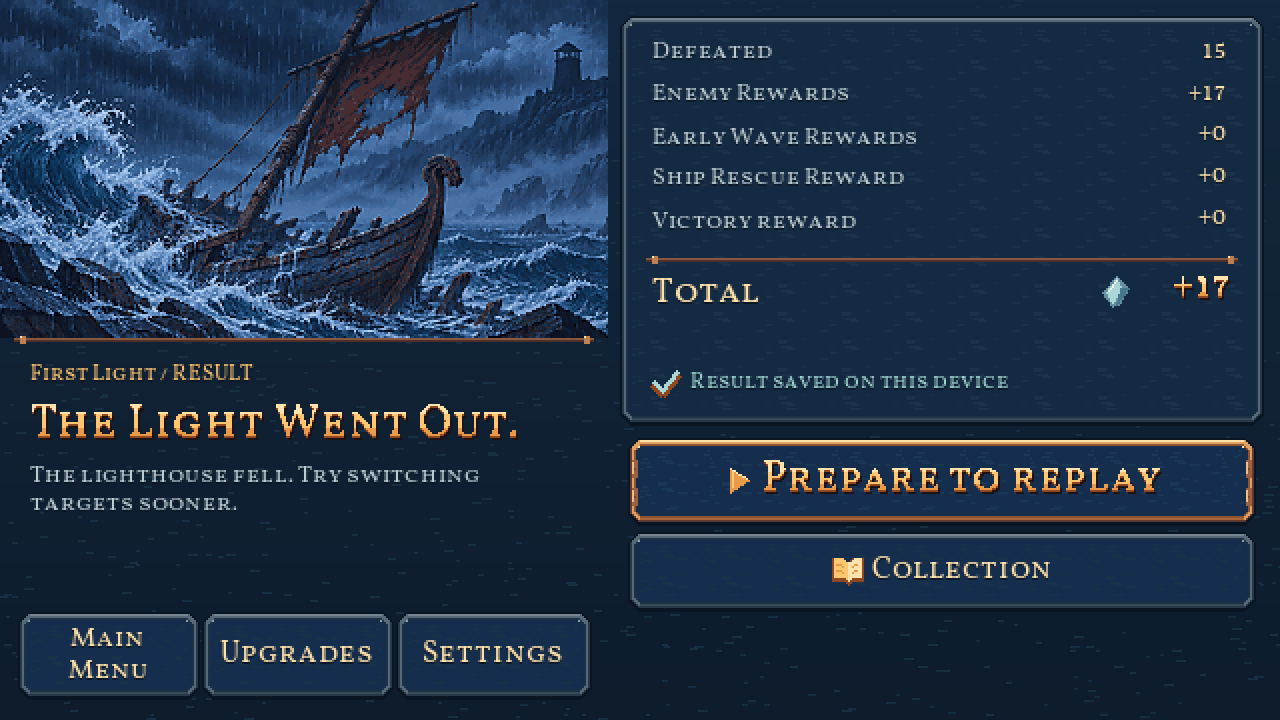 First Light / RESULT
The Light Went Out.
The lighthouse fell. Try switching
targets sooner.
Main
Menu
Upgrades
Settings
Defeated 15
Enemy Rewards +17
Early Wave Rewards +0
Ship Rescue Reward +0
Victory reward +0
Total +17
Result saved on this device
Prepare to replay
Collection